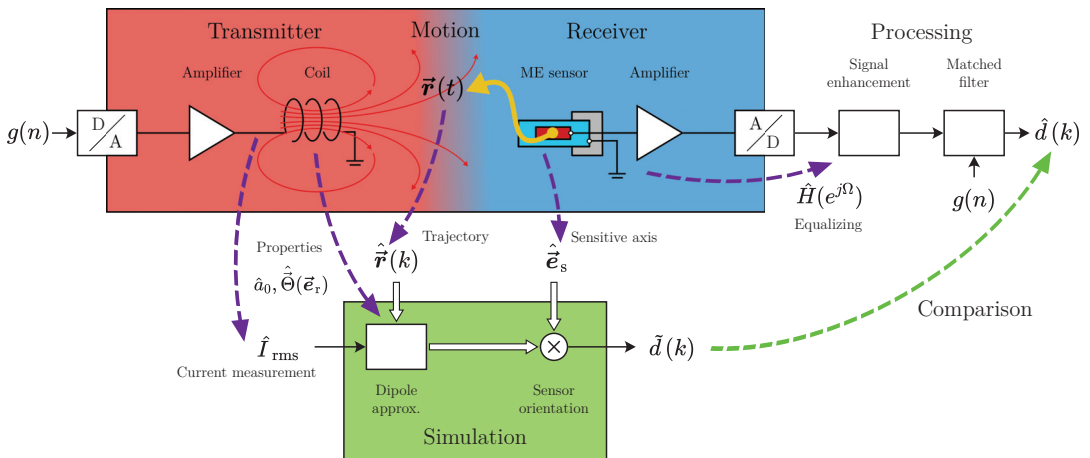 Transmitter
Motion
Receiver
Processing
Amplifier
Coil
ME sensor
Amplifier
Signal
enhancement
Matched
filter
g(n)
D/A
r⃗(t)
A/D
d̂(k)
Ĥ(e^{jΩ})
Equalizing
g(n)
Properties
â₀, Θ⃗̂(e⃗ᵣ)
Trajectory
r⃗̂(k)
Sensitive axis
e⃗̂ₛ
Comparison
Î_rms
Current measurement
×
d̃(k)
Dipole
approx.
Sensor
orientation
Simulation